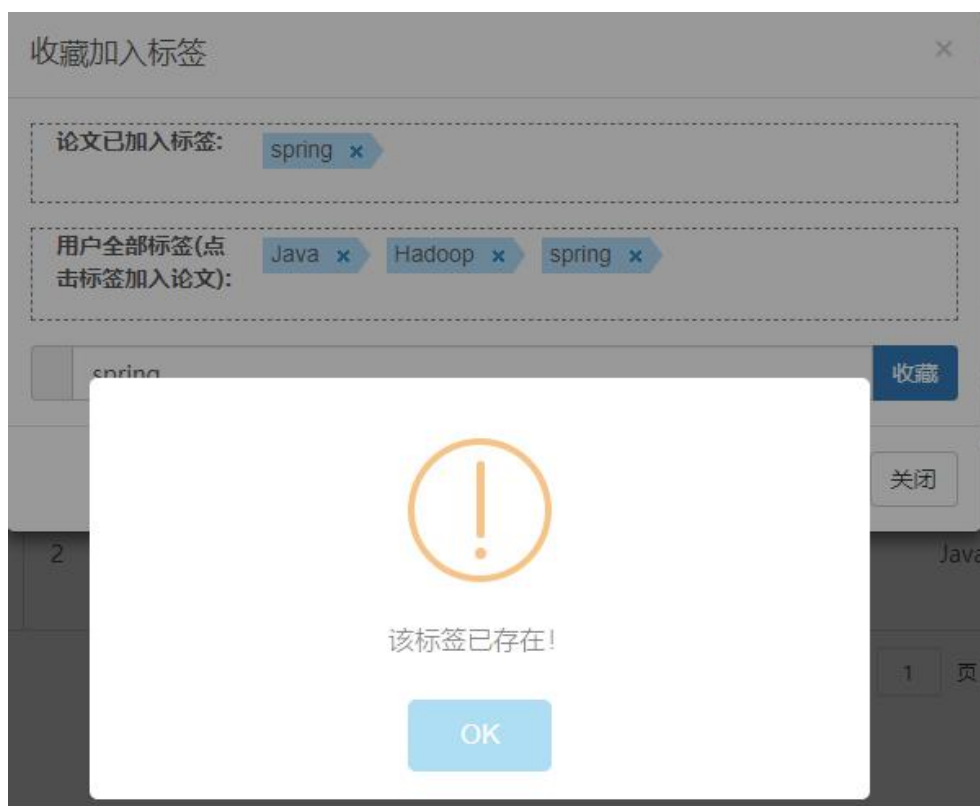 收藏加入标签 ×
论文已加入标签: spring ×
用户全部标签(点 Java × Hadoop × spring ×
击标签加入论文):
spring 收藏
关闭
2 Java
该标签已存在!
1 页
OK